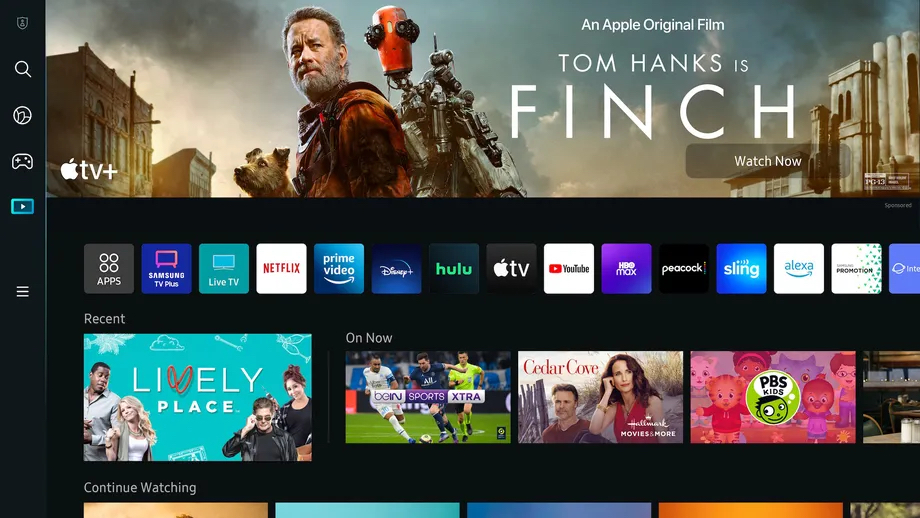 An Apple Original Film
TOM HANKS IS
FINCH
Watch Now
tv+
PG-13
Sponsored
APPS
SAMSUNG
TV Plus
Live TV
NETFLIX
prime
video
Disney+
hulu
tv
YouTube
HBO
max
peacock
sling
alexa
SAMSUNG
PROMOTION
Inte
Recent
On Now
LIVELY
PLACE
beIN SPORTS XTRA
Cedar Cove
Hallmark
MOVIES&MORE
PBS
KIDS
Continue Watching